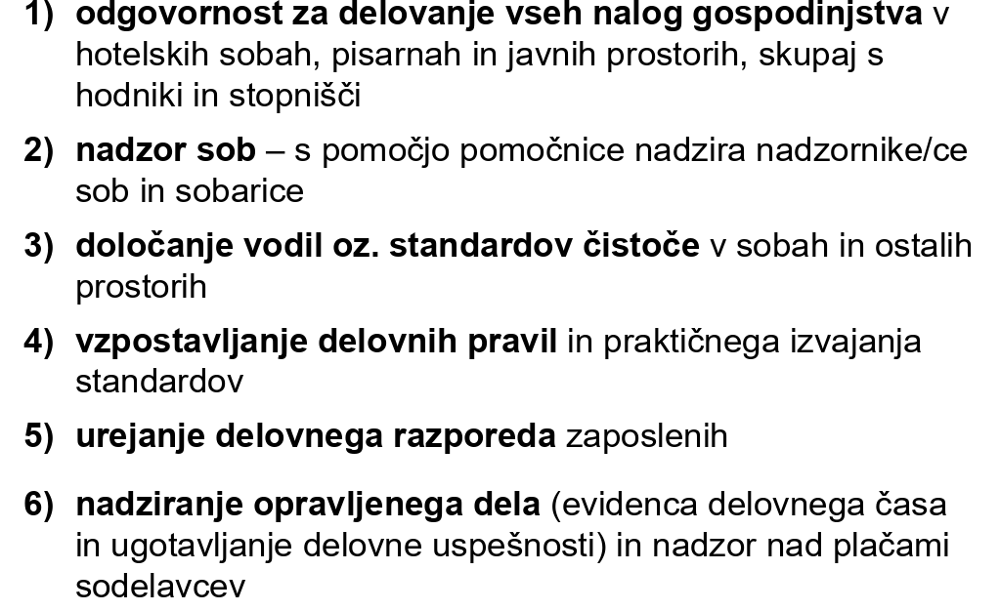 1) odgovornost za delovanje vseh nalog gospodinjstva v
hotelskih sobah, pisarnah in javnih prostorih, skupaj s
hodniki in stopnišči
2) nadzor sob – s pomočjo pomočnice nadzira nadzornike/ce
sob in sobarice
3) določanje vodil oz. standardov čistoče v sobah in ostalih
prostorih
4) vzpostavljanje delovnih pravil in praktičnega izvajanja
standardov
5) urejanje delovnega razporeda zaposlenih
6) nadziranje opravljenega dela (evidenca delovnega časa
in ugotavljanje delovne uspešnosti) in nadzor nad plačami
sodelavcev